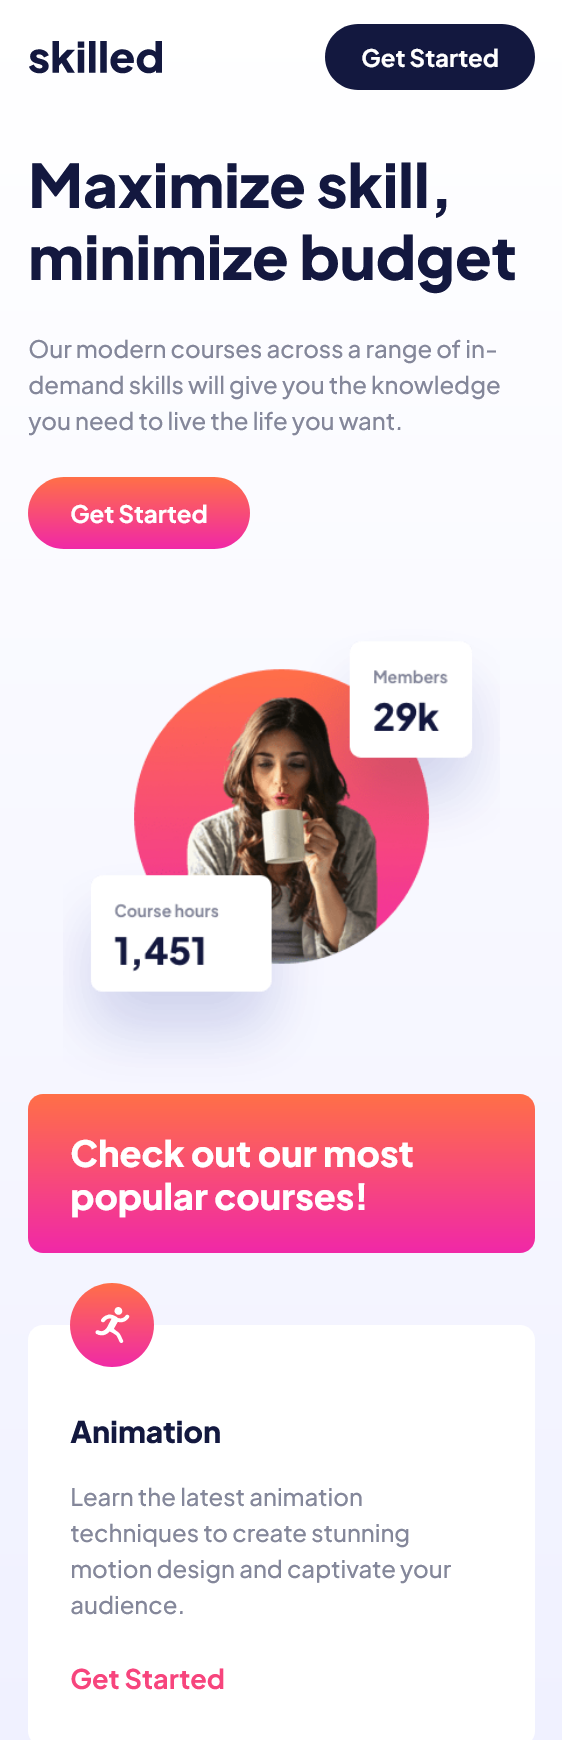 skilled
Get Started
Maximize skill,
minimize budget
Our modern courses across a range of in-
demand skills will give you the knowledge
you need to live the life you want.
Get Started
Members
29k
Course hours
1,451
Check out our most
popular courses!
Animation
Learn the latest animation
techniques to create stunning
motion design and captivate your
audience.
Get Started